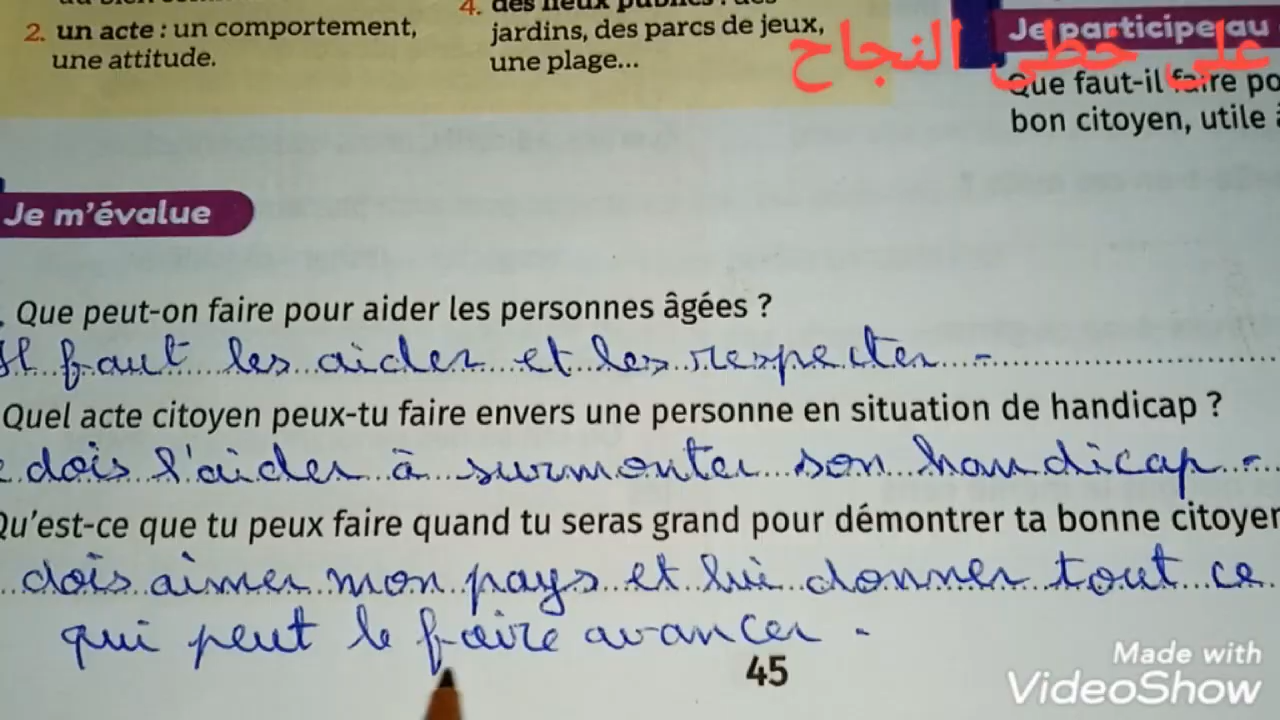 2. un acte : un comportement,
une attitude.
4. des lieux publics : des
jardins, des parcs de jeux,
une plage...
Je participe au
على خطى النجاح
Que faut-il faire po
bon citoyen, utile à
Je m'évalue
Que peut-on faire pour aider les personnes âgées ?
Il faut les aider et les respecter.
Quel acte citoyen peux-tu faire envers une personne en situation de handicap ?
e dois l'aider à surmonter son handicap.
Qu'est-ce que tu peux faire quand tu seras grand pour démontrer ta bonne citoyen
dois aimer mon pays et lui donner tout ce
qui peut le faire avancer.
45
Made with
VideoShow